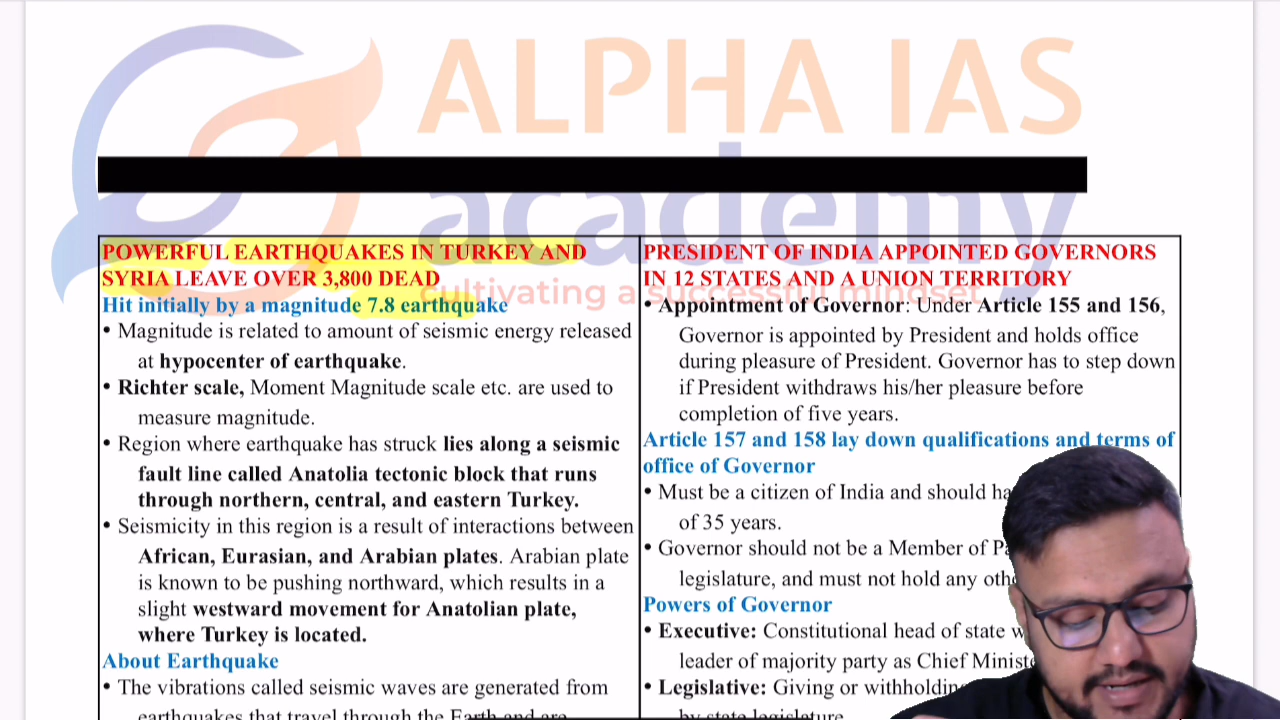 ALPHA IAS
academy
cultivating a successful mindset
POWERFUL EARTHQUAKES IN TURKEY AND
SYRIA LEAVE OVER 3,800 DEAD
Hit initially by a magnitude 7.8 earthquake
• Magnitude is related to amount of seismic energy released
at hypocenter of earthquake.
• Richter scale, Moment Magnitude scale etc. are used to
measure magnitude.
• Region where earthquake has struck lies along a seismic
fault line called Anatolia tectonic block that runs
through northern, central, and eastern Turkey.
• Seismicity in this region is a result of interactions between
African, Eurasian, and Arabian plates. Arabian plate
is known to be pushing northward, which results in a
slight westward movement for Anatolian plate,
where Turkey is located.
About Earthquake
• The vibrations called seismic waves are generated from
earthquakes that travel through the Earth and are
PRESIDENT OF INDIA APPOINTED GOVERNORS
IN 12 STATES AND A UNION TERRITORY
• Appointment of Governor: Under Article 155 and 156,
Governor is appointed by President and holds office
during pleasure of President. Governor has to step down
if President withdraws his/her pleasure before
completion of five years.
Article 157 and 158 lay down qualifications and terms of
office of Governor
• Must be a citizen of India and should
of 35 years.
• Governor should not be a Member of
legislature, and must not hold any
Powers of Governor
• Executive: Constitutional head of state
leader of majority party as Chief
• Legislative: Giving or
by state legislature